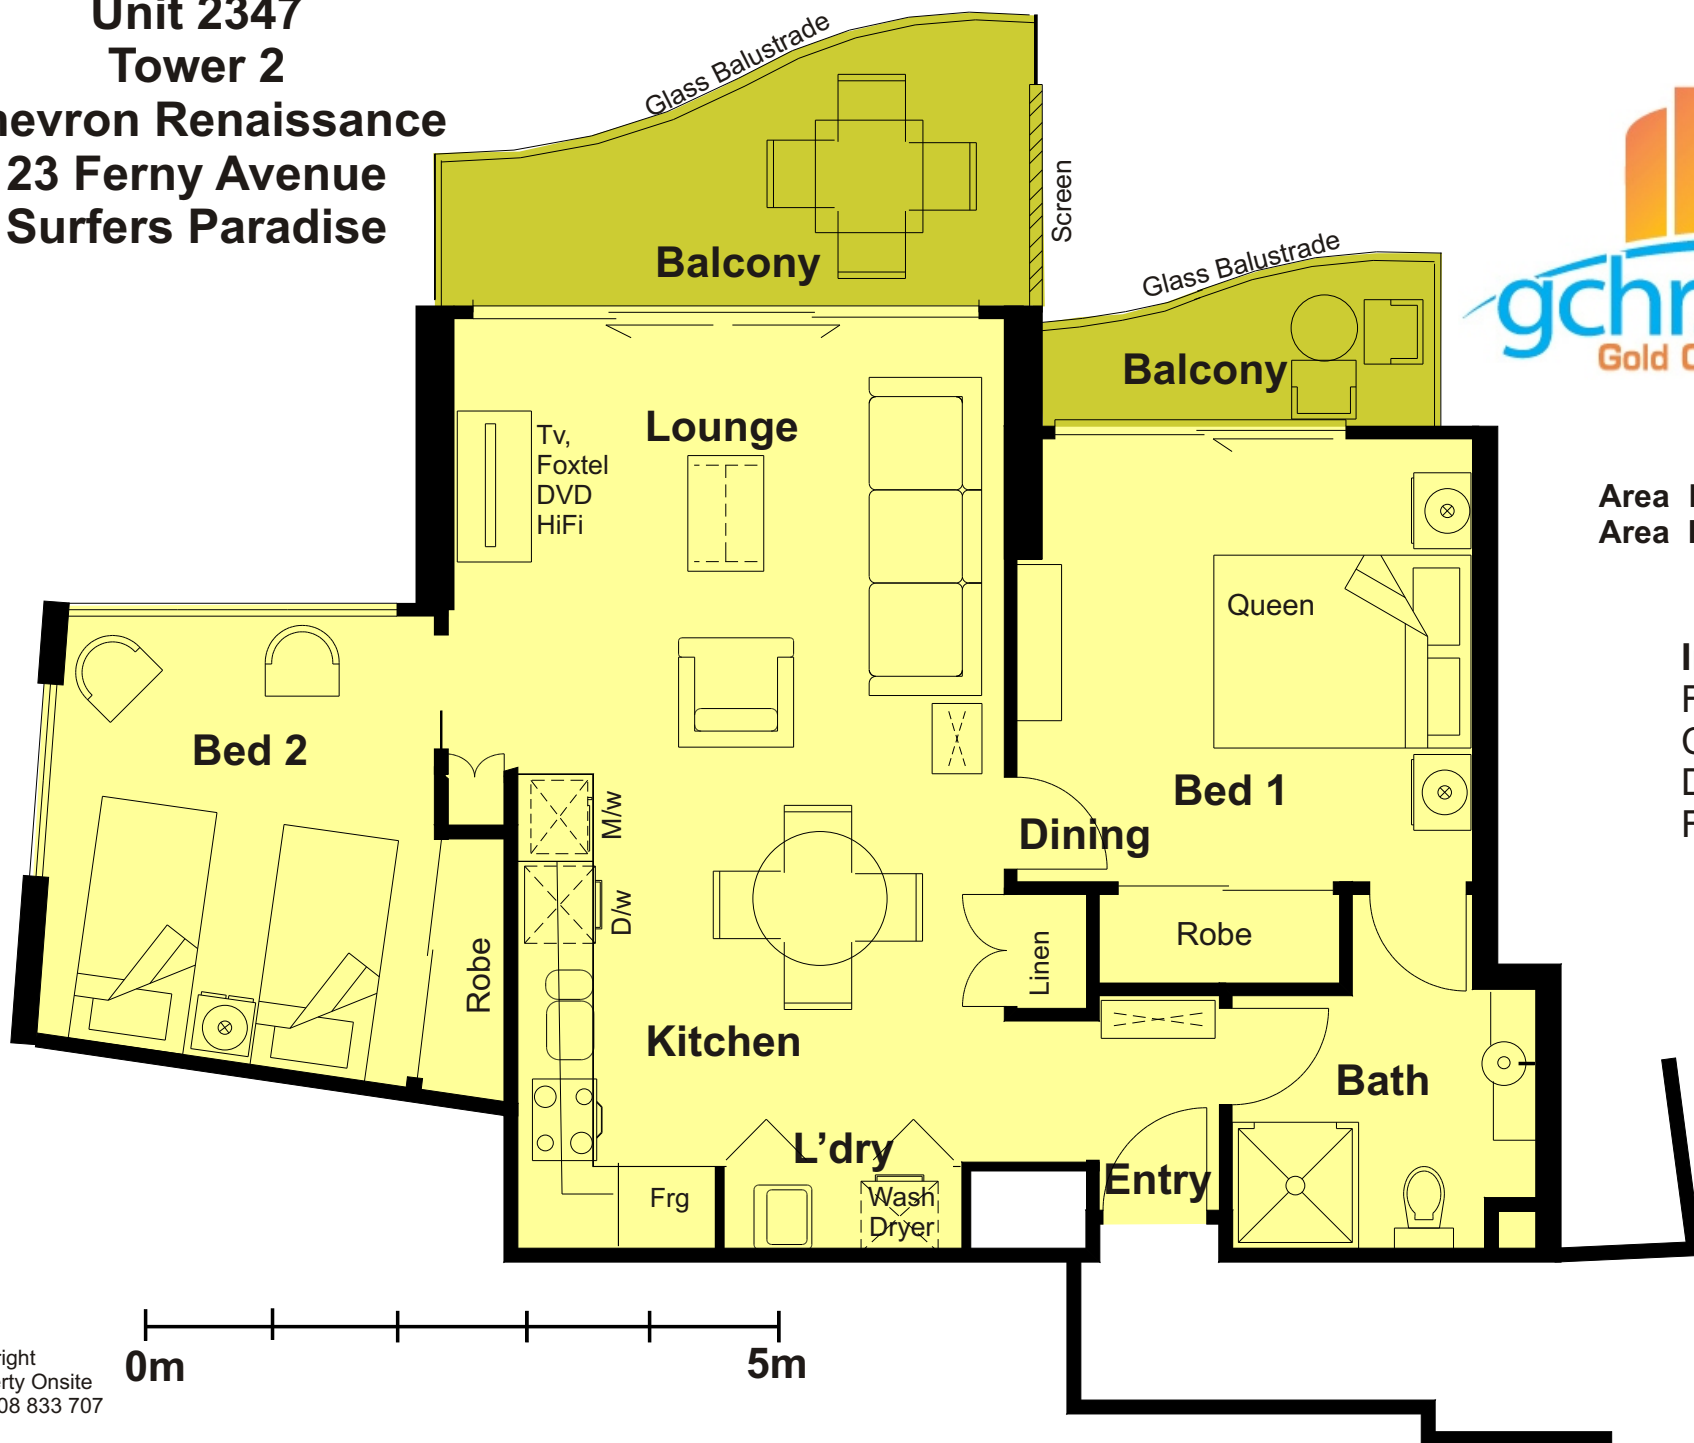 Unit 2347
Tower 2
hevron Renaissance
23 Ferny Avenue
Surfers Paradise
Glass Balustrade
Balcony
Screen
Glass Balustrade
Balcony
gchr
Gold
Lounge
Tv,
Foxtel
DVD
HiFi
Area
Area
Queen
Bed 2
Bed 1
M/w
Dining
D/w
Robe
Robe
Linen
Kitchen
Bath
L'dry
Entry
Frg
Wash
Dryer
0m
5m
right
erty Onsite
08 833 707